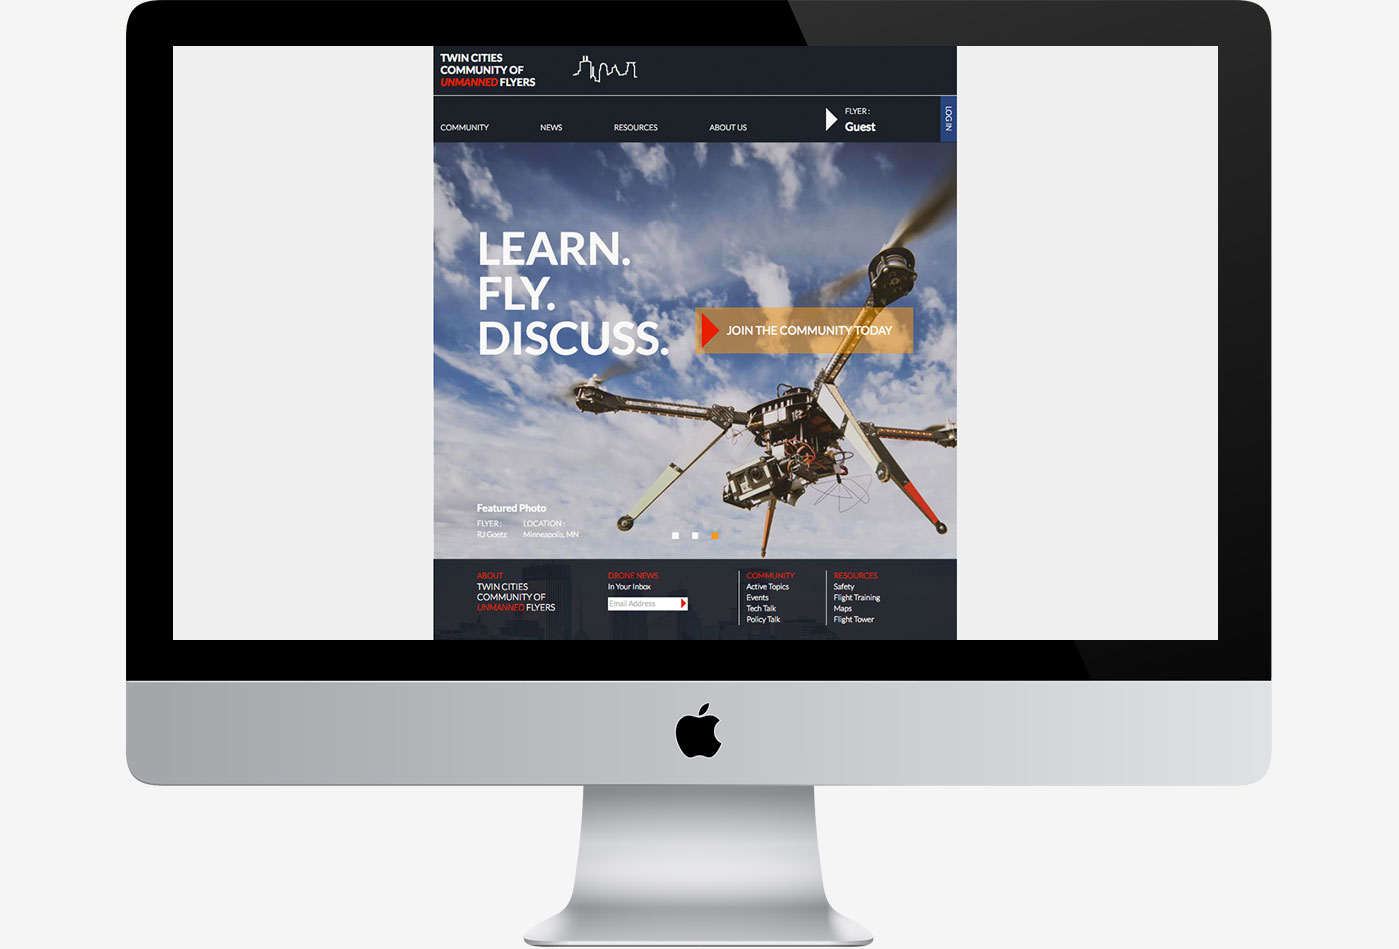 TWIN CITIES
COMMUNITY OF
UNMANNED FLYERS
COMMUNITY
NEWS
RESOURCES
ABOUT US
FLYER :
Guest
LOG IN
LEARN.
FLY.
DISCUSS.
JOIN THE COMMUNITY TODAY
Featured Photo
FLYER :
RJ Goetz
LOCATION :
Minneapolis, MN
ABOUT
TWIN CITIES
COMMUNITY OF
UNMANNED FLYERS
DRONE NEWS
In Your Inbox
Email Address
COMMUNITY
Active Topics
Events
Tech Talk
Policy Talk
RESOURCES
Safety
Flight Training
Maps
Flight Tower